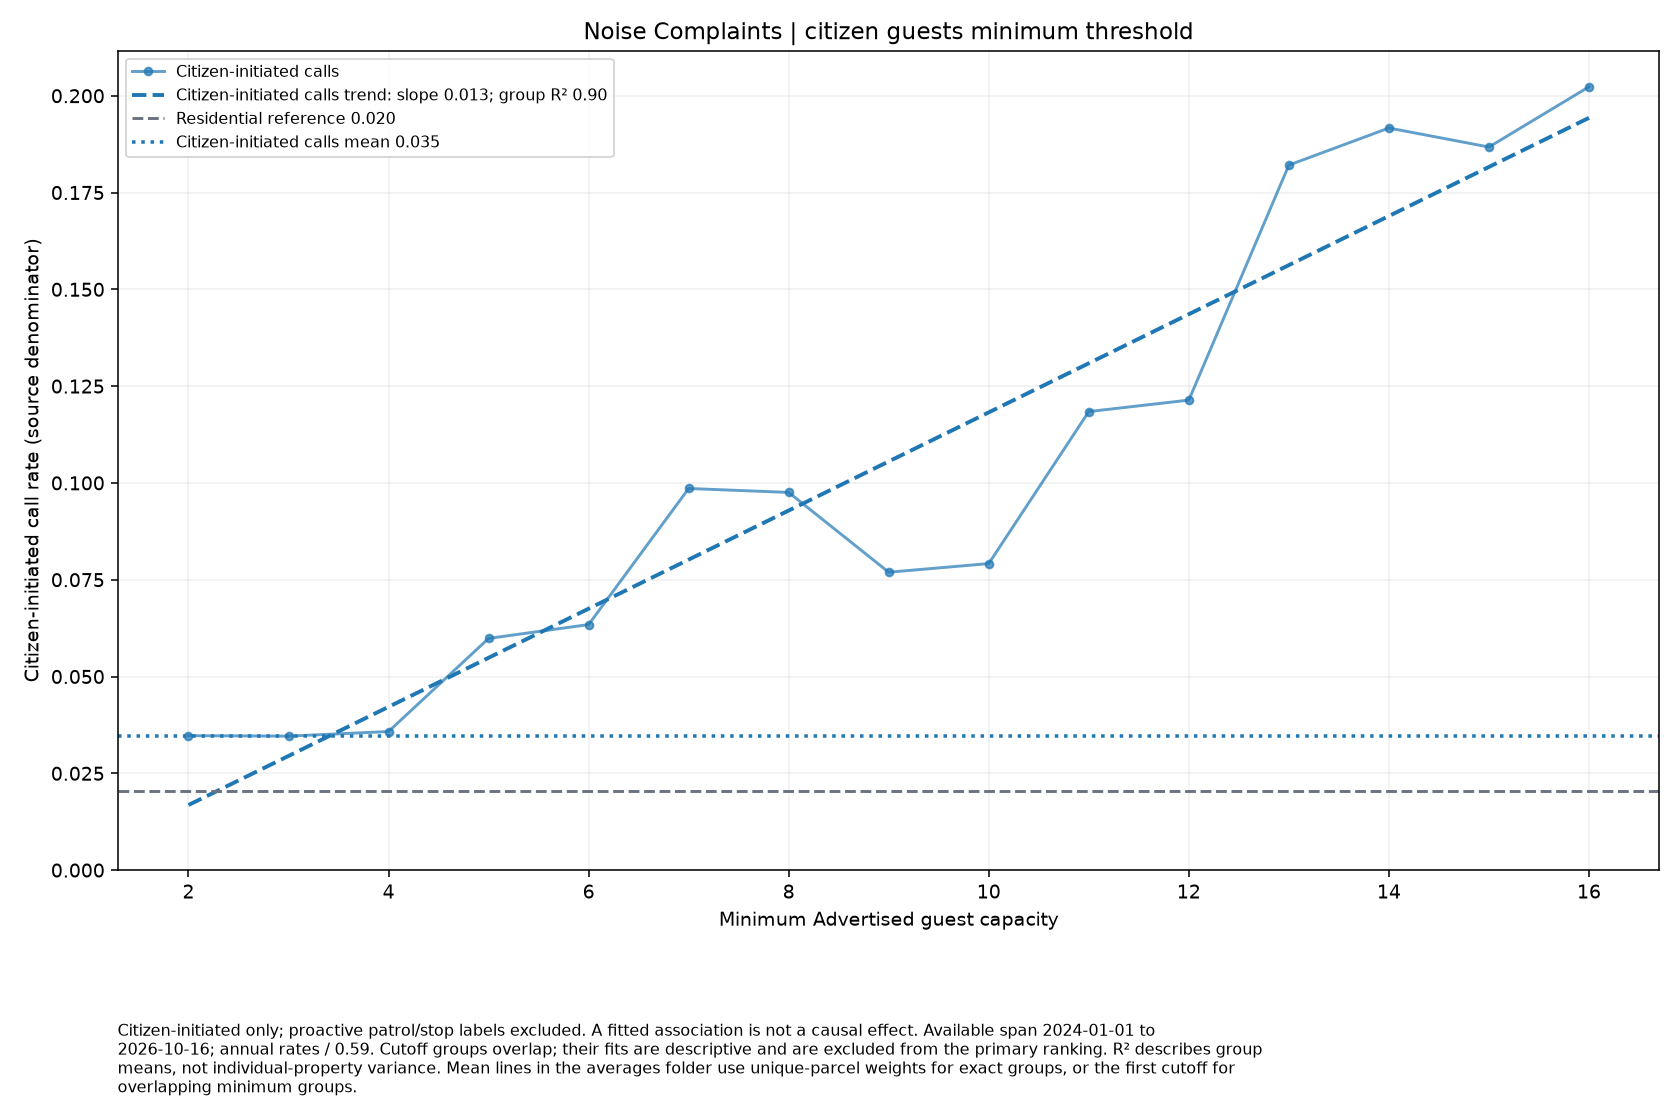 Noise Complaints | citizen guests minimum threshold
Citizen-initiated calls
Citizen-initiated calls trend: slope 0.013; group R² 0.90
Residential reference 0.020
Citizen-initiated calls mean 0.035
Citizen-initiated call rate (source denominator)
0.200
0.175
0.150
0.125
0.100
0.075
0.050
0.025
0.000
2 4 6 8 10 12 14 16
Minimum Advertised guest capacity
Citizen-initiated only; proactive patrol/stop labels excluded. A fitted association is not a causal effect. Available span 2024-01-01 to
2026-10-16; annual rates / 0.59. Cutoff groups overlap; their fits are descriptive and are excluded from the primary ranking. R² describes group
means, not individual-property variance. Mean lines in the averages folder use unique-parcel weights for exact groups, or the first cutoff for
overlapping minimum groups.